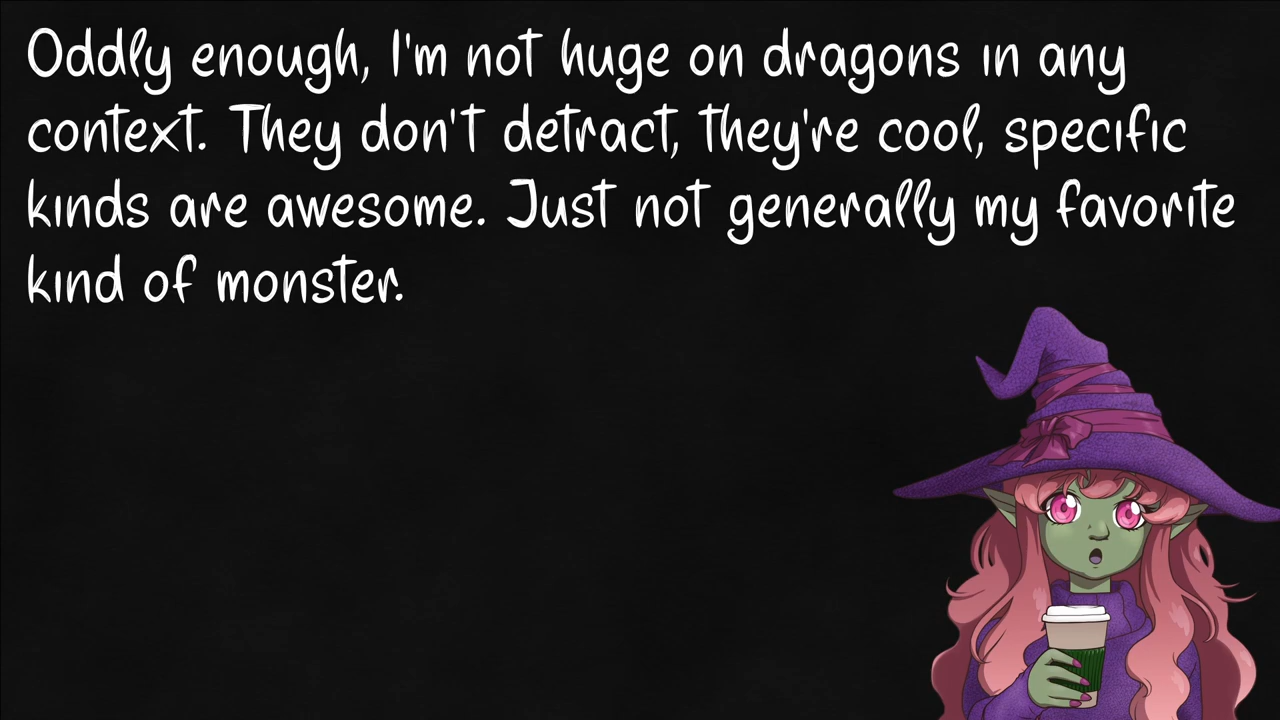 Oddly enough, I'm not huge on dragons in any
context. They don't detract, they're cool, specific
kinds are awesome. Just not generally my favorite
kind of monster.